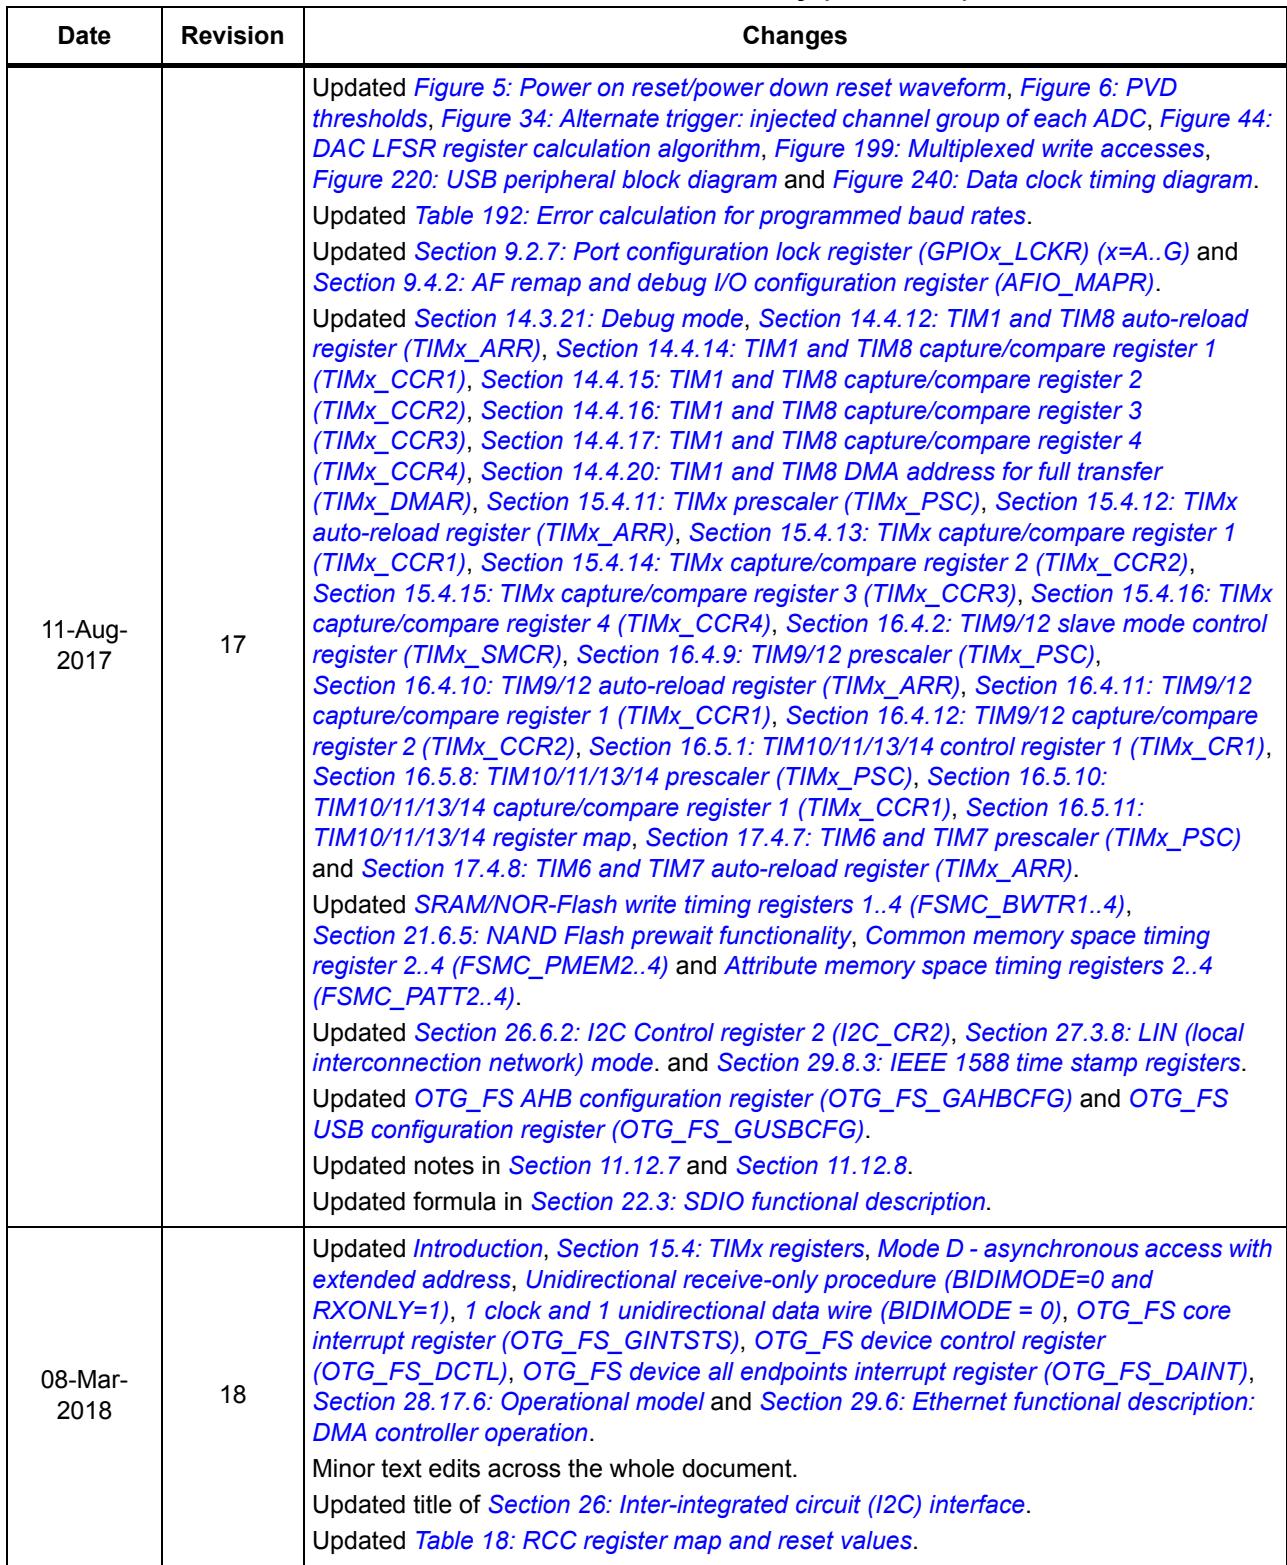 Date Revision Changes
Updated Figure 5: Power on reset/power down reset waveform, Figure 6: PVD
thresholds, Figure 34: Alternate trigger: injected channel group of each ADC, Figure 44:
DAC LFSR register calculation algorithm, Figure 199: Multiplexed write accesses,
Figure 220: USB peripheral block diagram and Figure 240: Data clock timing diagram.
Updated Table 192: Error calculation for programmed baud rates.
Updated Section 9.2.7: Port configuration lock register (GPIOx_LCKR) (x=A..G) and
Section 9.4.2: AF remap and debug I/O configuration register (AFIO_MAPR).
Updated Section 14.3.21: Debug mode, Section 14.4.12: TIM1 and TIM8 auto-reload
register (TIMx_ARR), Section 14.4.14: TIM1 and TIM8 capture/compare register 1
(TIMx_CCR1), Section 14.4.15: TIM1 and TIM8 capture/compare register 2
(TIMx_CCR2), Section 14.4.16: TIM1 and TIM8 capture/compare register 3
(TIMx_CCR3), Section 14.4.17: TIM1 and TIM8 capture/compare register 4
(TIMx_CCR4), Section 14.4.20: TIM1 and TIM8 DMA address for full transfer
(TIMx_DMAR), Section 15.4.11: TIMx prescaler (TIMx_PSC), Section 15.4.12: TIMx
auto-reload register (TIMx_ARR), Section 15.4.13: TIMx capture/compare register 1
(TIMx_CCR1), Section 15.4.14: TIMx capture/compare register 2 (TIMx_CCR2),
Section 15.4.15: TIMx capture/compare register 3 (TIMx_CCR3), Section 15.4.16: TIMx
capture/compare register 4 (TIMx_CCR4), Section 16.4.2: TIM9/12 slave mode control
register (TIMx_SMCR), Section 16.4.9: TIM9/12 prescaler (TIMx_PSC),
Section 16.4.10: TIM9/12 auto-reload register (TIMx_ARR), Section 16.4.11: TIM9/12
capture/compare register 1 (TIMx_CCR1), Section 16.4.12: TIM9/12 capture/compare
register 2 (TIMx_CCR2), Section 16.5.1: TIM10/11/13/14 control register 1 (TIMx_CR1),
Section 16.5.8: TIM10/11/13/14 prescaler (TIMx_PSC), Section 16.5.10:
TIM10/11/13/14 capture/compare register 1 (TIMx_CCR1), Section 16.5.11:
TIM10/11/13/14 register map, Section 17.4.7: TIM6 and TIM7 prescaler (TIMx_PSC)
and Section 17.4.8: TIM6 and TIM7 auto-reload register (TIMx_ARR).
Updated SRAM/NOR-Flash write timing registers 1..4 (FSMC_BWTR1..4),
Section 21.6.5: NAND Flash prewait functionality, Common memory space timing
register 2..4 (FSMC_PMEM2..4) and Attribute memory space timing registers 2..4
(FSMC_PATT2..4).
Updated Section 26.6.2: I2C Control register 2 (I2C_CR2), Section 27.3.8: LIN (local
interconnection network) mode. and Section 29.8.3: IEEE 1588 time stamp registers.
Updated OTG_FS AHB configuration register (OTG_FS_GAHBCFG) and OTG_FS
USB configuration register (OTG_FS_GUSBCFG).
Updated notes in Section 11.12.7 and Section 11.12.8.
Updated formula in Section 22.3: SDIO functional description.
11-Aug-
2017
17
Updated Introduction, Section 15.4: TIMx registers, Mode D - asynchronous access with
extended address, Unidirectional receive-only procedure (BIDIMODE=0 and
RXONLY=1), 1 clock and 1 unidirectional data wire (BIDIMODE = 0), OTG_FS core
interrupt register (OTG_FS_GINTSTS), OTG_FS device control register
(OTG_FS_DCTL), OTG_FS device all endpoints interrupt register (OTG_FS_DAINT),
Section 28.17.6: Operational model and Section 29.6: Ethernet functional description:
DMA controller operation.
Minor text edits across the whole document.
Updated title of Section 26: Inter-integrated circuit (I2C) interface.
Updated Table 18: RCC register map and reset values.
08-Mar-
2018
18